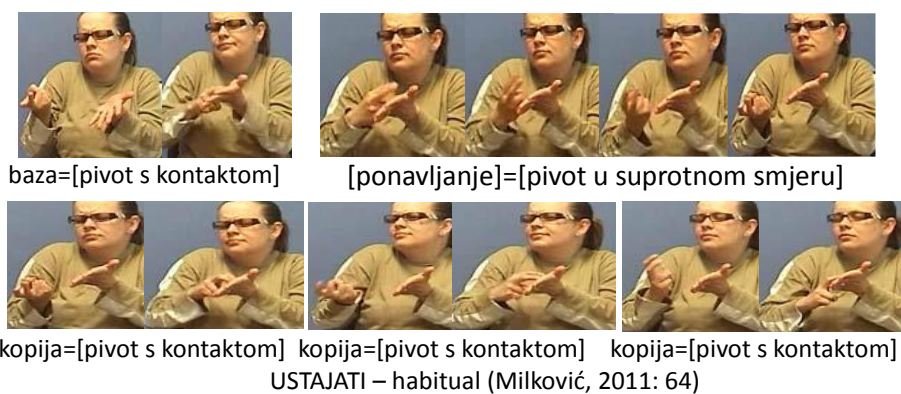 baza=[pivot s kontaktom]
[ponavljanje]=[pivot u suprotnom smjeru]
kopija=[pivot s kontaktom]
kopija=[pivot s kontaktom]
kopija=[pivot s kontaktom]
USTAJATI – habitual (Milković, 2011: 64)